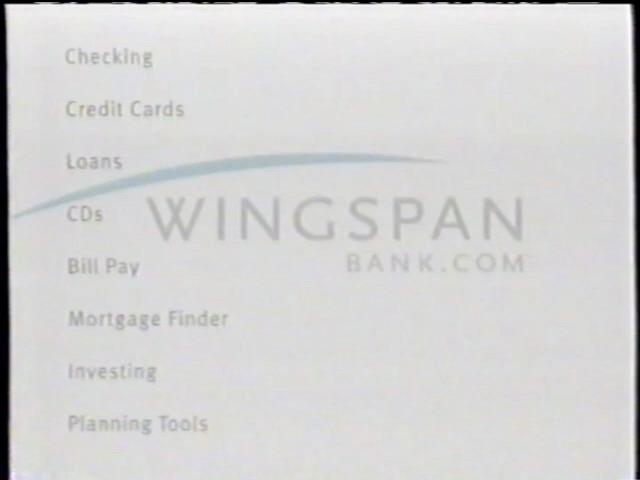 Checking
Credit Cards
Loans
CDs
WINGSPAN
BANK.COM
Bill Pay
Mortgage Finder
Investing
Planning Tools